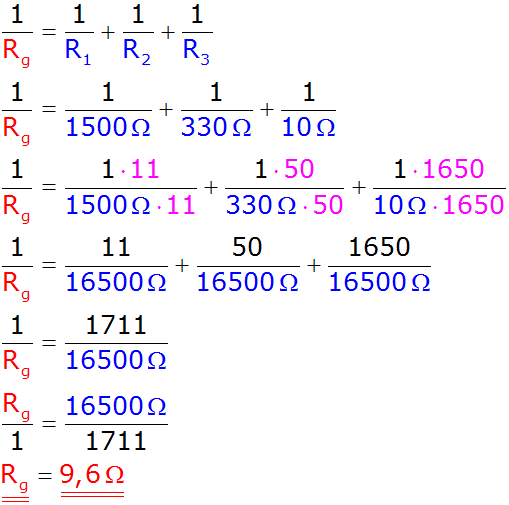 1/R_g = 1/R_1 + 1/R_2 + 1/R_3
1/R_g = 1/1500 Ω + 1/330 Ω + 1/10 Ω
1/R_g = 1·11/1500 Ω·11 + 1·50/330 Ω·50 + 1·1650/10 Ω·1650
1/R_g = 11/16500 Ω + 50/16500 Ω + 1650/16500 Ω
1/R_g = 1711/16500 Ω
R_g/1 = 16500 Ω/1711
R_g = 9,6 Ω